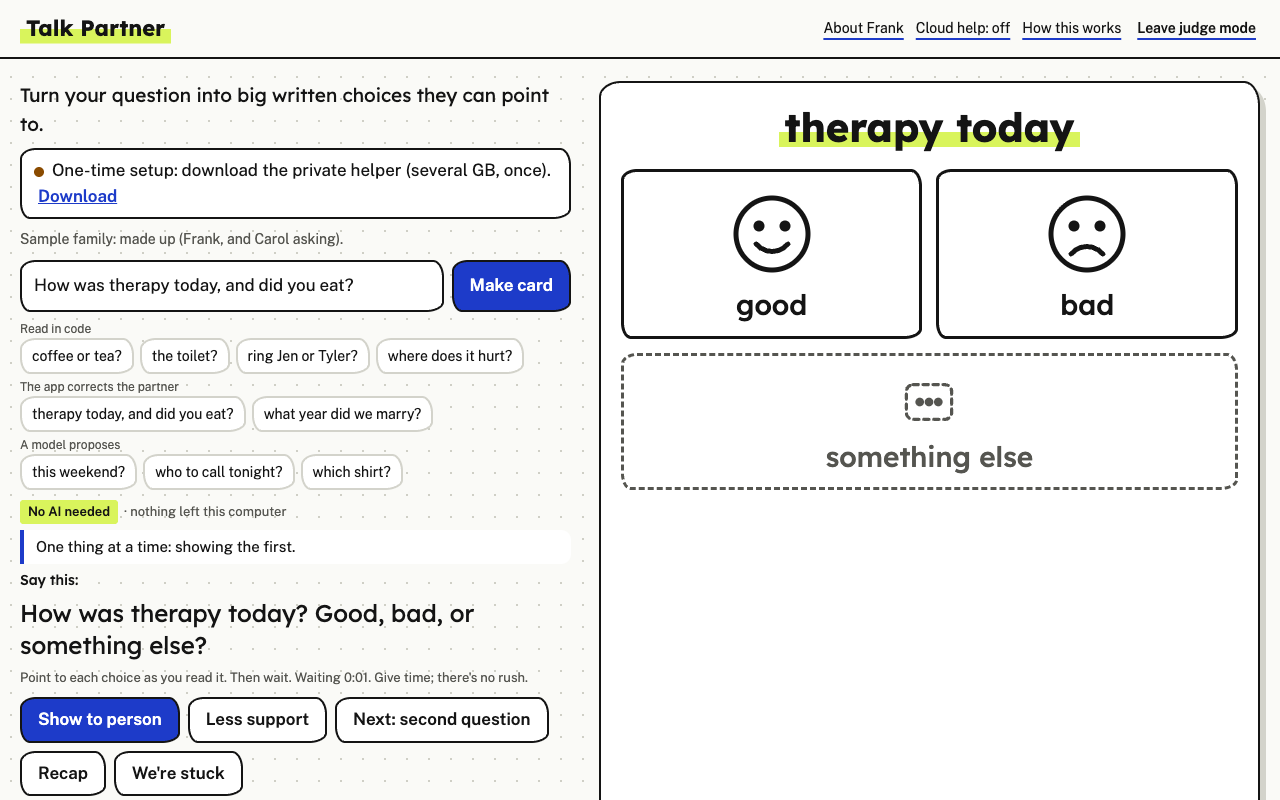 Talk Partner
About Frank
Cloud help: off
How this works
Leave judge mode
Turn your question into big written choices they can point
to.
One-time setup: download the private helper (several GB, once).
Download
Sample family: made up (Frank, and Carol asking).
How was therapy today, and did you eat?
Make card
Read in code
coffee or tea?
the toilet?
ring Jen or Tyler?
where does it hurt?
The app corrects the partner
therapy today, and did you eat?
what year did we marry?
A model proposes
this weekend?
who to call tonight?
which shirt?
No AI needed · nothing left this computer
One thing at a time: showing the first.
Say this:
How was therapy today? Good, bad, or
something else?
Point to each choice as you read it. Then wait. Waiting 0:01. Give time; there's no rush.
Show to person
Less support
Next: second question
Recap
We're stuck
therapy today
good
bad
something else